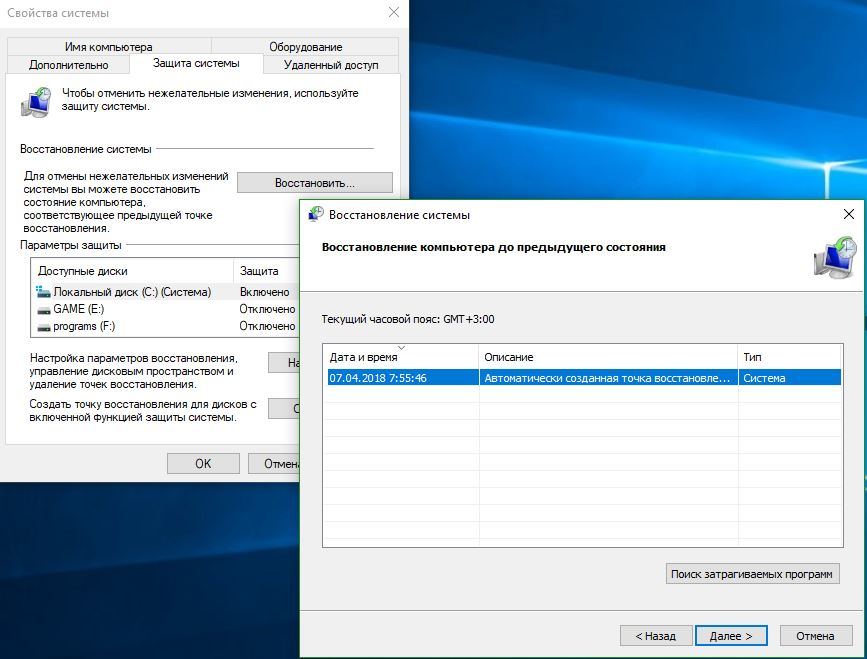 Свойства системы
Имя компьютера
Оборудование
Дополнительно
Защита системы
Удаленный доступ
Чтобы отменить нежелательные изменения, используйте
защиту системы.
Восстановление системы
Для отмены нежелательных изменений
системы вы можете восстановить
состояние компьютера,
соответствующее предыдущей точке
восстановления.
Восстановить...
Параметры защиты
Доступные диски
Защита
Локальный диск (C:) (Система)
Включено
GAME (E:)
Отключено
programs (F:)
Отключено
Настройка параметров восстановления,
управление дисковым пространством и
удаление точек восстановления.
На
Создать точку восстановления для дисков с
включенной функцией защиты системы.
С
OK
Отмена
Восстановление системы
Восстановление компьютера до предыдущего состояния
Текущий часовой пояс: GMT+3:00
Дата и время
Описание
Тип
07.04.2018 7:55:46
Автоматически созданная точка восстановле...
Система
Поиск затрагиваемых программ
< Назад
Далее >
Отмена